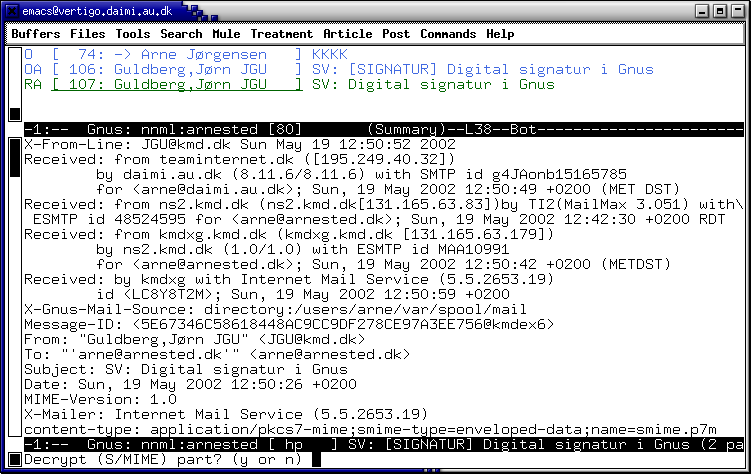 emacs@vertigo.daimi.au.dk
Buffers Files Tools Search Mule Treatment Article Post Commands Help
O  [  74: -> Arne Jørgensen   ] KKKK
OA [ 106: Guldberg,Jørn JGU   ] SV: [SIGNATUR] Digital signatur i Gnus
RA [ 107: Guldberg,Jørn JGU   ] SV: Digital signatur i Gnus
-1:--  Gnus: nnml:arnested [80]       (Summary)--L38--Bot-------------------------
X-From-Line: JGU@kmd.dk Sun May 19 12:50:52 2002
Received: from teaminternet.dk ([195.249.40.32])
        by daimi.au.dk (8.11.6/8.11.6) with SMTP id g4JAonb15165785
        for <arne@daimi.au.dk>; Sun, 19 May 2002 12:50:49 +0200 (MET DST)
Received: from ns2.kmd.dk (ns2.kmd.dk[131.165.63.83])by TI2(MailMax 3.051) with\
 ESMTP id 48524595 for <arne@arnested.dk>; Sun, 19 May 2002 12:42:30 +0200 RDT
Received: from kmdxg.kmd.dk (kmdxg.kmd.dk [131.165.63.179])
        by ns2.kmd.dk (1.0/1.0) with ESMTP id MAA10991
        for <arne@arnested.dk>; Sun, 19 May 2002 12:50:42 +0200 (METDST)
Received: by kmdxg with Internet Mail Service (5.5.2653.19)
        id <LC8Y8T2M>; Sun, 19 May 2002 12:50:59 +0200
X-Gnus-Mail-Source: directory:/users/arne/var/spool/mail
Message-ID: <5E67346C58618448AC9CC9DF278CE97A3EE756@kmdex6>
From: "Guldberg,Jørn JGU" <JGU@kmd.dk>
To: "'arne@arnested.dk'" <arne@arnested.dk>
Subject: SV: Digital signatur i Gnus
Date: Sun, 19 May 2002 12:50:26 +0200
MIME-Version: 1.0
X-Mailer: Internet Mail Service (5.5.2653.19)
content-type: application/pkcs7-mime;smime-type=enveloped-data;name=smime.p7m
-1:--  Gnus: nnml:arnested [ hp   ] SV: [SIGNATUR] Digital signatur i Gnus (2 pa
Decrypt (S/MIME) part? (y or n)